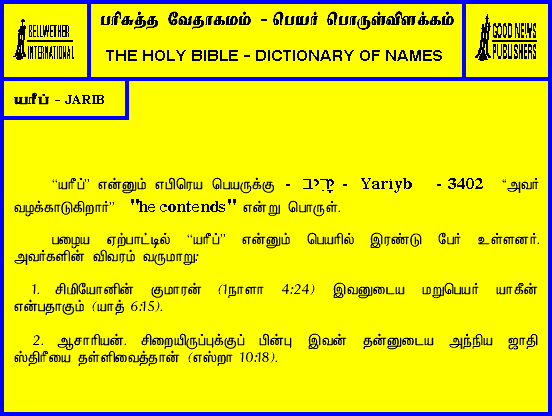 BELLWETHER
INTERNATIONAL
பரிசுத்த வேதாகமம் - பெயர் பொருள்விளக்கம்
THE HOLY BIBLE - DICTIONARY OF NAMES
GOOD NEWS
PUBLISHERS
யரீப் - JARIB
“யரீப்” என்னும் எபிரெய பெயருக்கு - יָרִיב - Yariyb - 3402 “அவர்
வழக்காடுகிறார்” "he contends" என்று பொருள்.
பழைய ஏற்பாட்டில் “யரீப்” என்னும் பெயரில் இரண்டு பேர் உள்ளனர்.
அவர்களின் விவரம் வருமாறு:
1. சிமியோனின் குமாரன் (1நாளா 4:24) இவனுடைய மறுபெயர் யாகீன்
என்பதாகும் (யாத் 6:15).
2. ஆசாரியன். சிறையிருப்புக்குப் பின்பு இவன் தன்னுடைய அந்நிய ஜாதி
ஸ்திரீயை தள்ளிவைத்தான் (எஸ்றா 10:18).